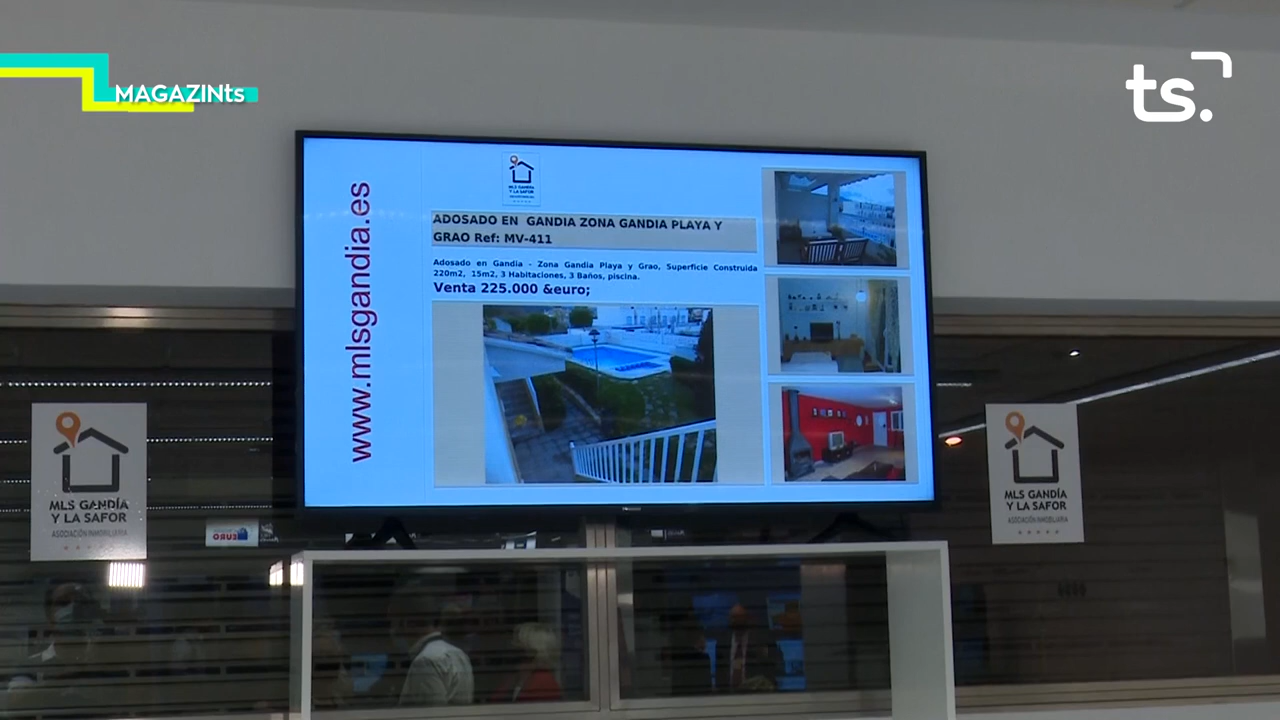 MAGAZINts
ts.
www.mlsgandia.es
MLS GANDÍA
Y LA SAFOR
ADOSADO EN GANDIA ZONA GANDIA PLAYA Y
GRAO Ref: MV-411
Adosado en Gandia - Zona Gandia Playa y Grao, Superficie Construida
220m2, 15m2, 3 Habitaciones, 3 Baños, piscina.
Venta 225.000 &euro;
MLS GANDÍA
Y LA SAFOR
ASOCIACIÓN INMOBILIARIA
MLS GANDÍA
Y LA SAFOR
ASOCIACIÓN INMOBILIARIA